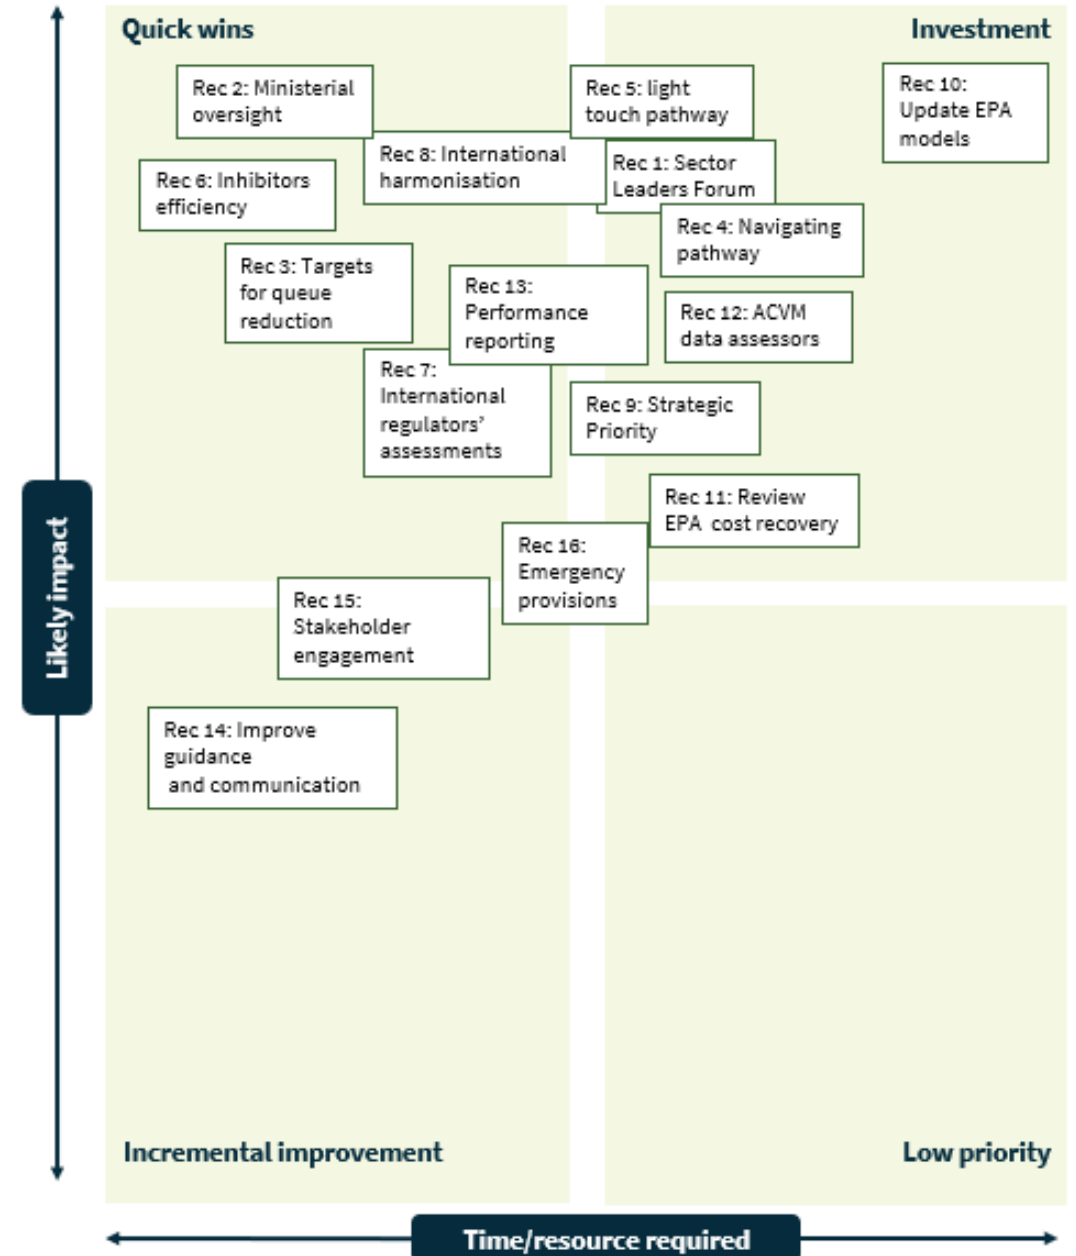 Quick wins
Investment
Rec 2: Ministerial
oversight
Rec 5: light
touch pathway
Rec 10:
Update EPA
models
Rec 8: International
harmonisation
Rec 1: Sector
Leaders Forum
Rec 6: Inhibitors
efficiency
Rec 4: Navigating
pathway
Rec 3: Targets
for queue
reduction
Rec 13:
Performance
reporting
Rec 12: ACVM
data assessors
Rec 7:
International
regulators’
assessments
Rec 9: Strategic
Priority
Rec 11: Review
EPA cost recovery
Rec 16:
Emergency
provisions
Rec 15:
Stakeholder
engagement
Rec 14: Improve
guidance
and communication
Likely impact
Incremental improvement
Low priority
Time/resource required